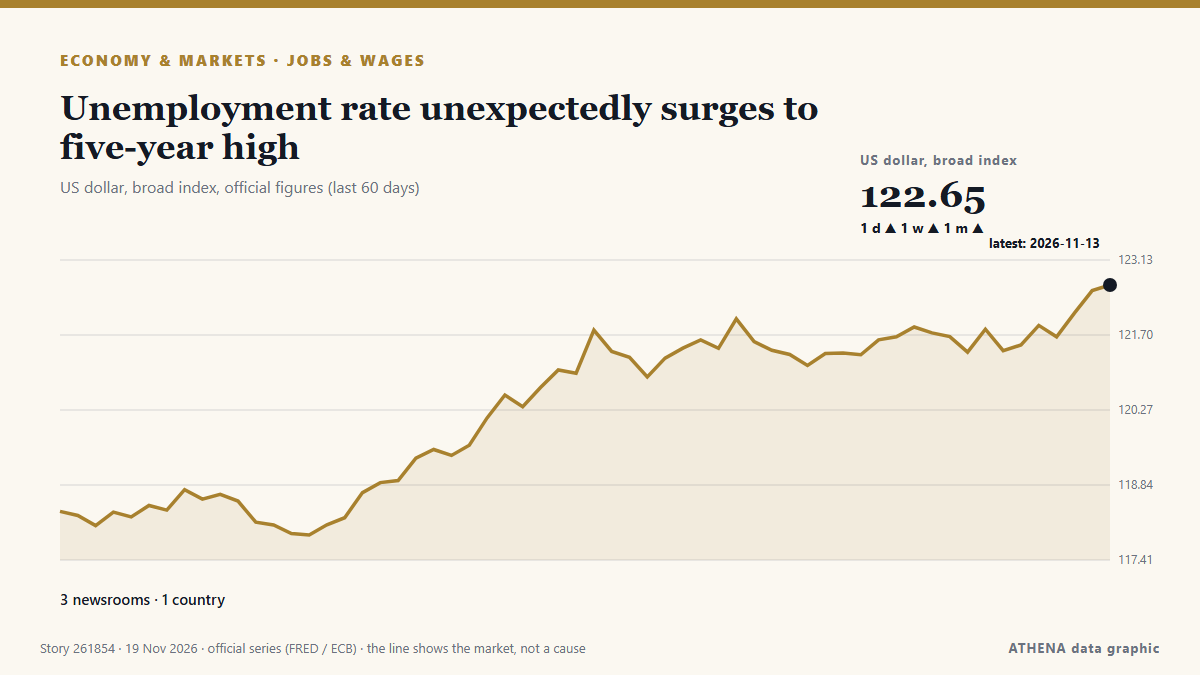 ECONOMY & MARKETS · JOBS & WAGES
Unemployment rate unexpectedly surges to
five-year high
US dollar, broad index, official figures (last 60 days)
US dollar, broad index
122.65
1 d ▲ 1 w ▲ 1 m ▲
latest: 2026-11-13
123.13
121.70
120.27
118.84
117.41
3 newsrooms · 1 country
Story 261854 · 19 Nov 2026 · official series (FRED / ECB) · the line shows the market, not a cause
ATHENA data graphic